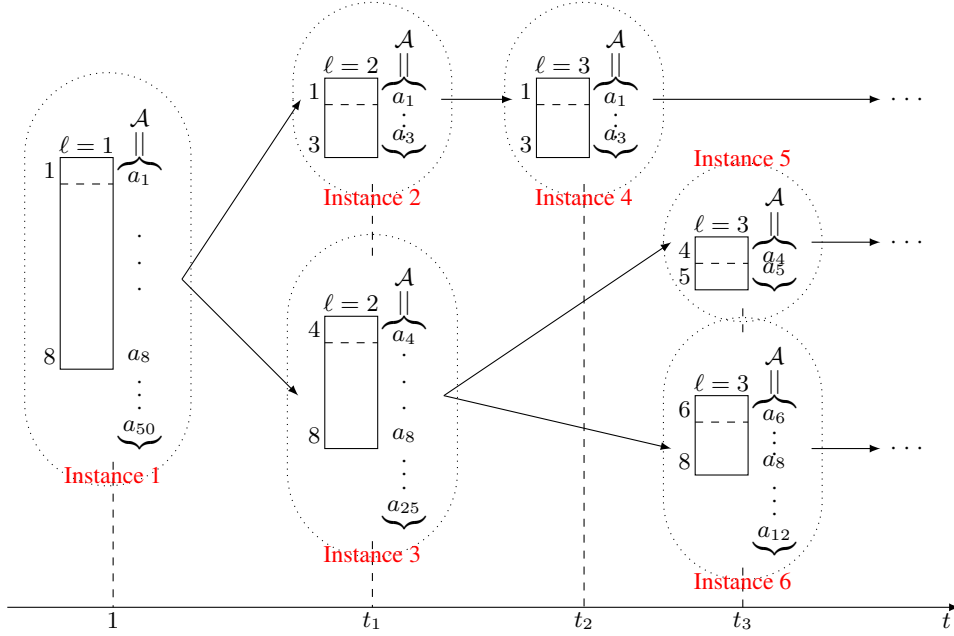 𝒜
ℓ = 1
1
a₁
8
a₈
a₅₀
Instance 1
𝒜
ℓ = 2
1
a₁
3
a₃
Instance 2
𝒜
ℓ = 2
4
a₄
8
a₈
a₂₅
Instance 3
𝒜
ℓ = 3
1
a₁
3
a₃
Instance 4
· · ·
Instance 5
𝒜
ℓ = 3
4
a₄
5
a₅
· · ·
𝒜
ℓ = 3
6
a₆
8
a₈
a₁₂
Instance 6
· · ·
1 t₁ t₂ t₃ t